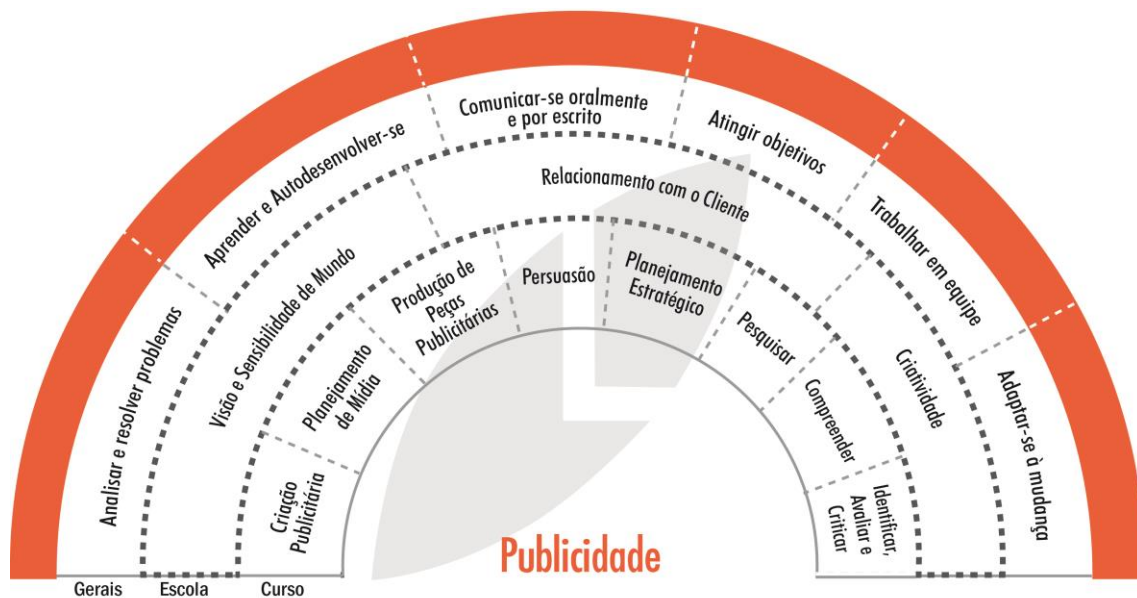 Analisar e resolver problemas
Aprender e Autodesenvolver-se
Comunicar-se oralmente
e por escrito
Atingir objetivos
Trabalhar em equipe
Adaptar-se à mudança
Visão e Sensibilidade de Mundo
Relacionamento com o Cliente
Criatividade
Criação
Publicitária
Planejamento
de Mídia
Produção de
Peças
Publicitárias
Persuasão
Planejamento
Estratégico
Pesquisar
Compreender
Identificar,
Avaliar e
Criticar
Publicidade
Gerais
Escola
Curso